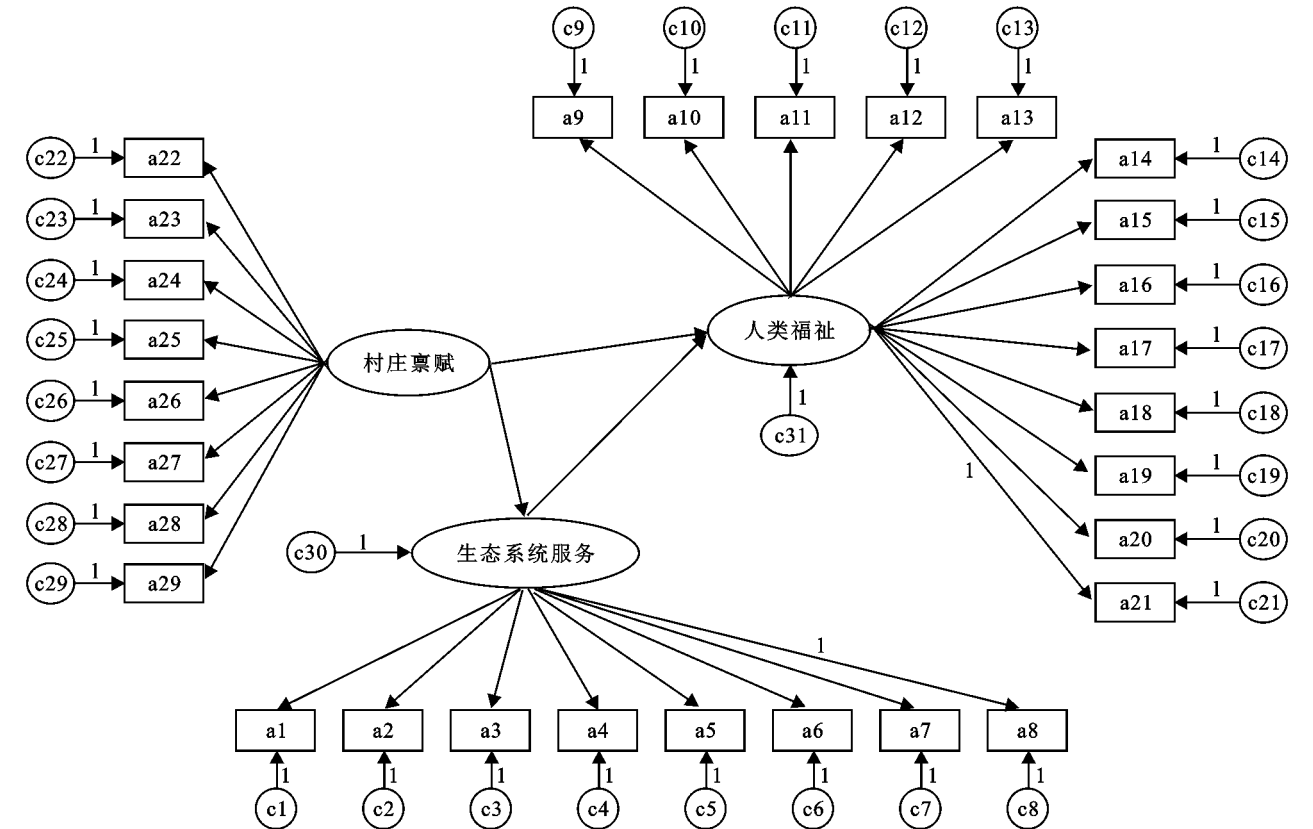 c9 c10 c11 c12 c13
1 1 1 1 1
a9 a10 a11 a12 a13
c22 1 a22
c23 1 a23
c24 1 a24
c25 1 a25
c26 1 a26
c27 1 a27
c28 1 a28
c29 1 a29
村庄禀赋
人类福祉
1
c31
a14 1 c14
a15 1 c15
a16 1 c16
a17 1 c17
a18 1 c18
a19 1 c19
a20 1 c20
a21 1 c21
1
c30 1 生态系统服务
1
a1 a2 a3 a4 a5 a6 a7 a8
1 1 1 1 1 1 1 1
c1 c2 c3 c4 c5 c6 c7 c8